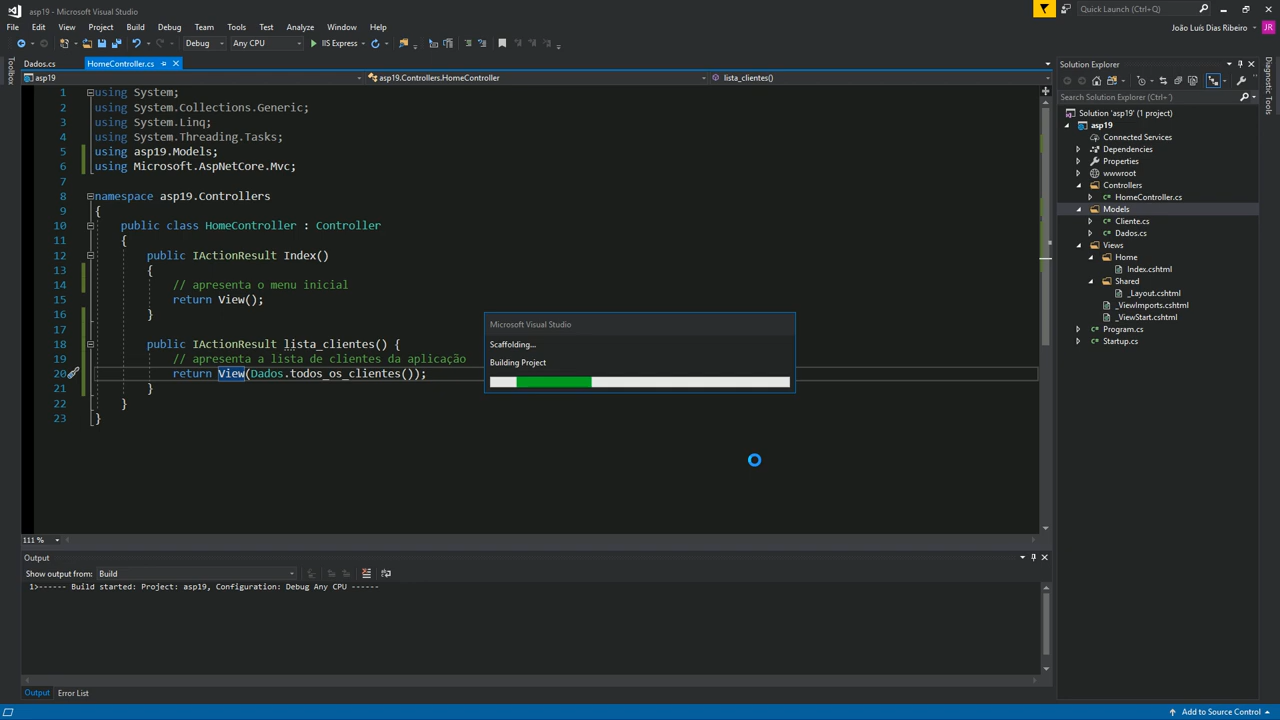 asp19 - Microsoft Visual Studio
Quick Launch (Ctrl+Q)
File Edit View Project Build Debug Team Tools Test Analyze Window Help
João Luís Dias Ribeiro JR
Debug Any CPU IIS Express
Toolbox
Dados.cs HomeController.cs
asp19 asp19.Controllers.HomeController lista_clientes()
1 using System;
2 using System.Collections.Generic;
3 using System.Linq;
4 using System.Threading.Tasks;
5 using asp19.Models;
6 using Microsoft.AspNetCore.Mvc;
7
8 namespace asp19.Controllers
9 {
10 public class HomeController : Controller
11 {
12 public IActionResult Index()
13 {
14 // apresenta o menu inicial
15 return View();
16 }
17
18 public IActionResult lista_clientes() {
19 // apresenta a lista de clientes da aplicação
20 return View(Dados.todos_os_clientes());
21 }
22 }
23 }
111 %
Microsoft Visual Studio
Scaffolding...
Building Project
Solution Explorer
Search Solution Explorer (Ctrl+´)
Solution 'asp19' (1 project)
asp19
Connected Services
Dependencies
Properties
wwwroot
Controllers
HomeController.cs
Models
Cliente.cs
Dados.cs
Views
Home
Index.cshtml
Shared
_Layout.cshtml
_ViewImports.cshtml
_ViewStart.cshtml
Program.cs
Startup.cs
Diagnostic Tools
Output
Show output from: Build
1>------ Build started: Project: asp19, Configuration: Debug Any CPU ------
Output Error List
Add to Source Control